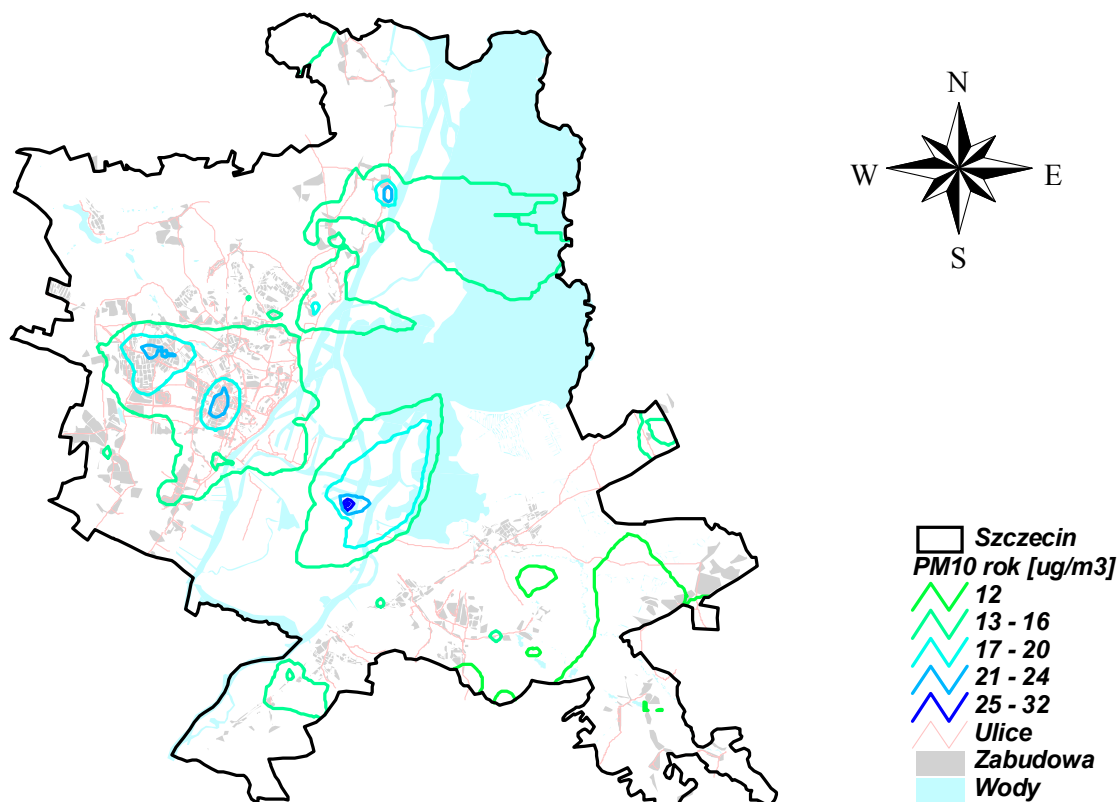 N
W
E
S
Szczecin
PM10 rok [ug/m3]
12
13 - 16
17 - 20
21 - 24
25 - 32
Ulice
Zabudowa
Wody